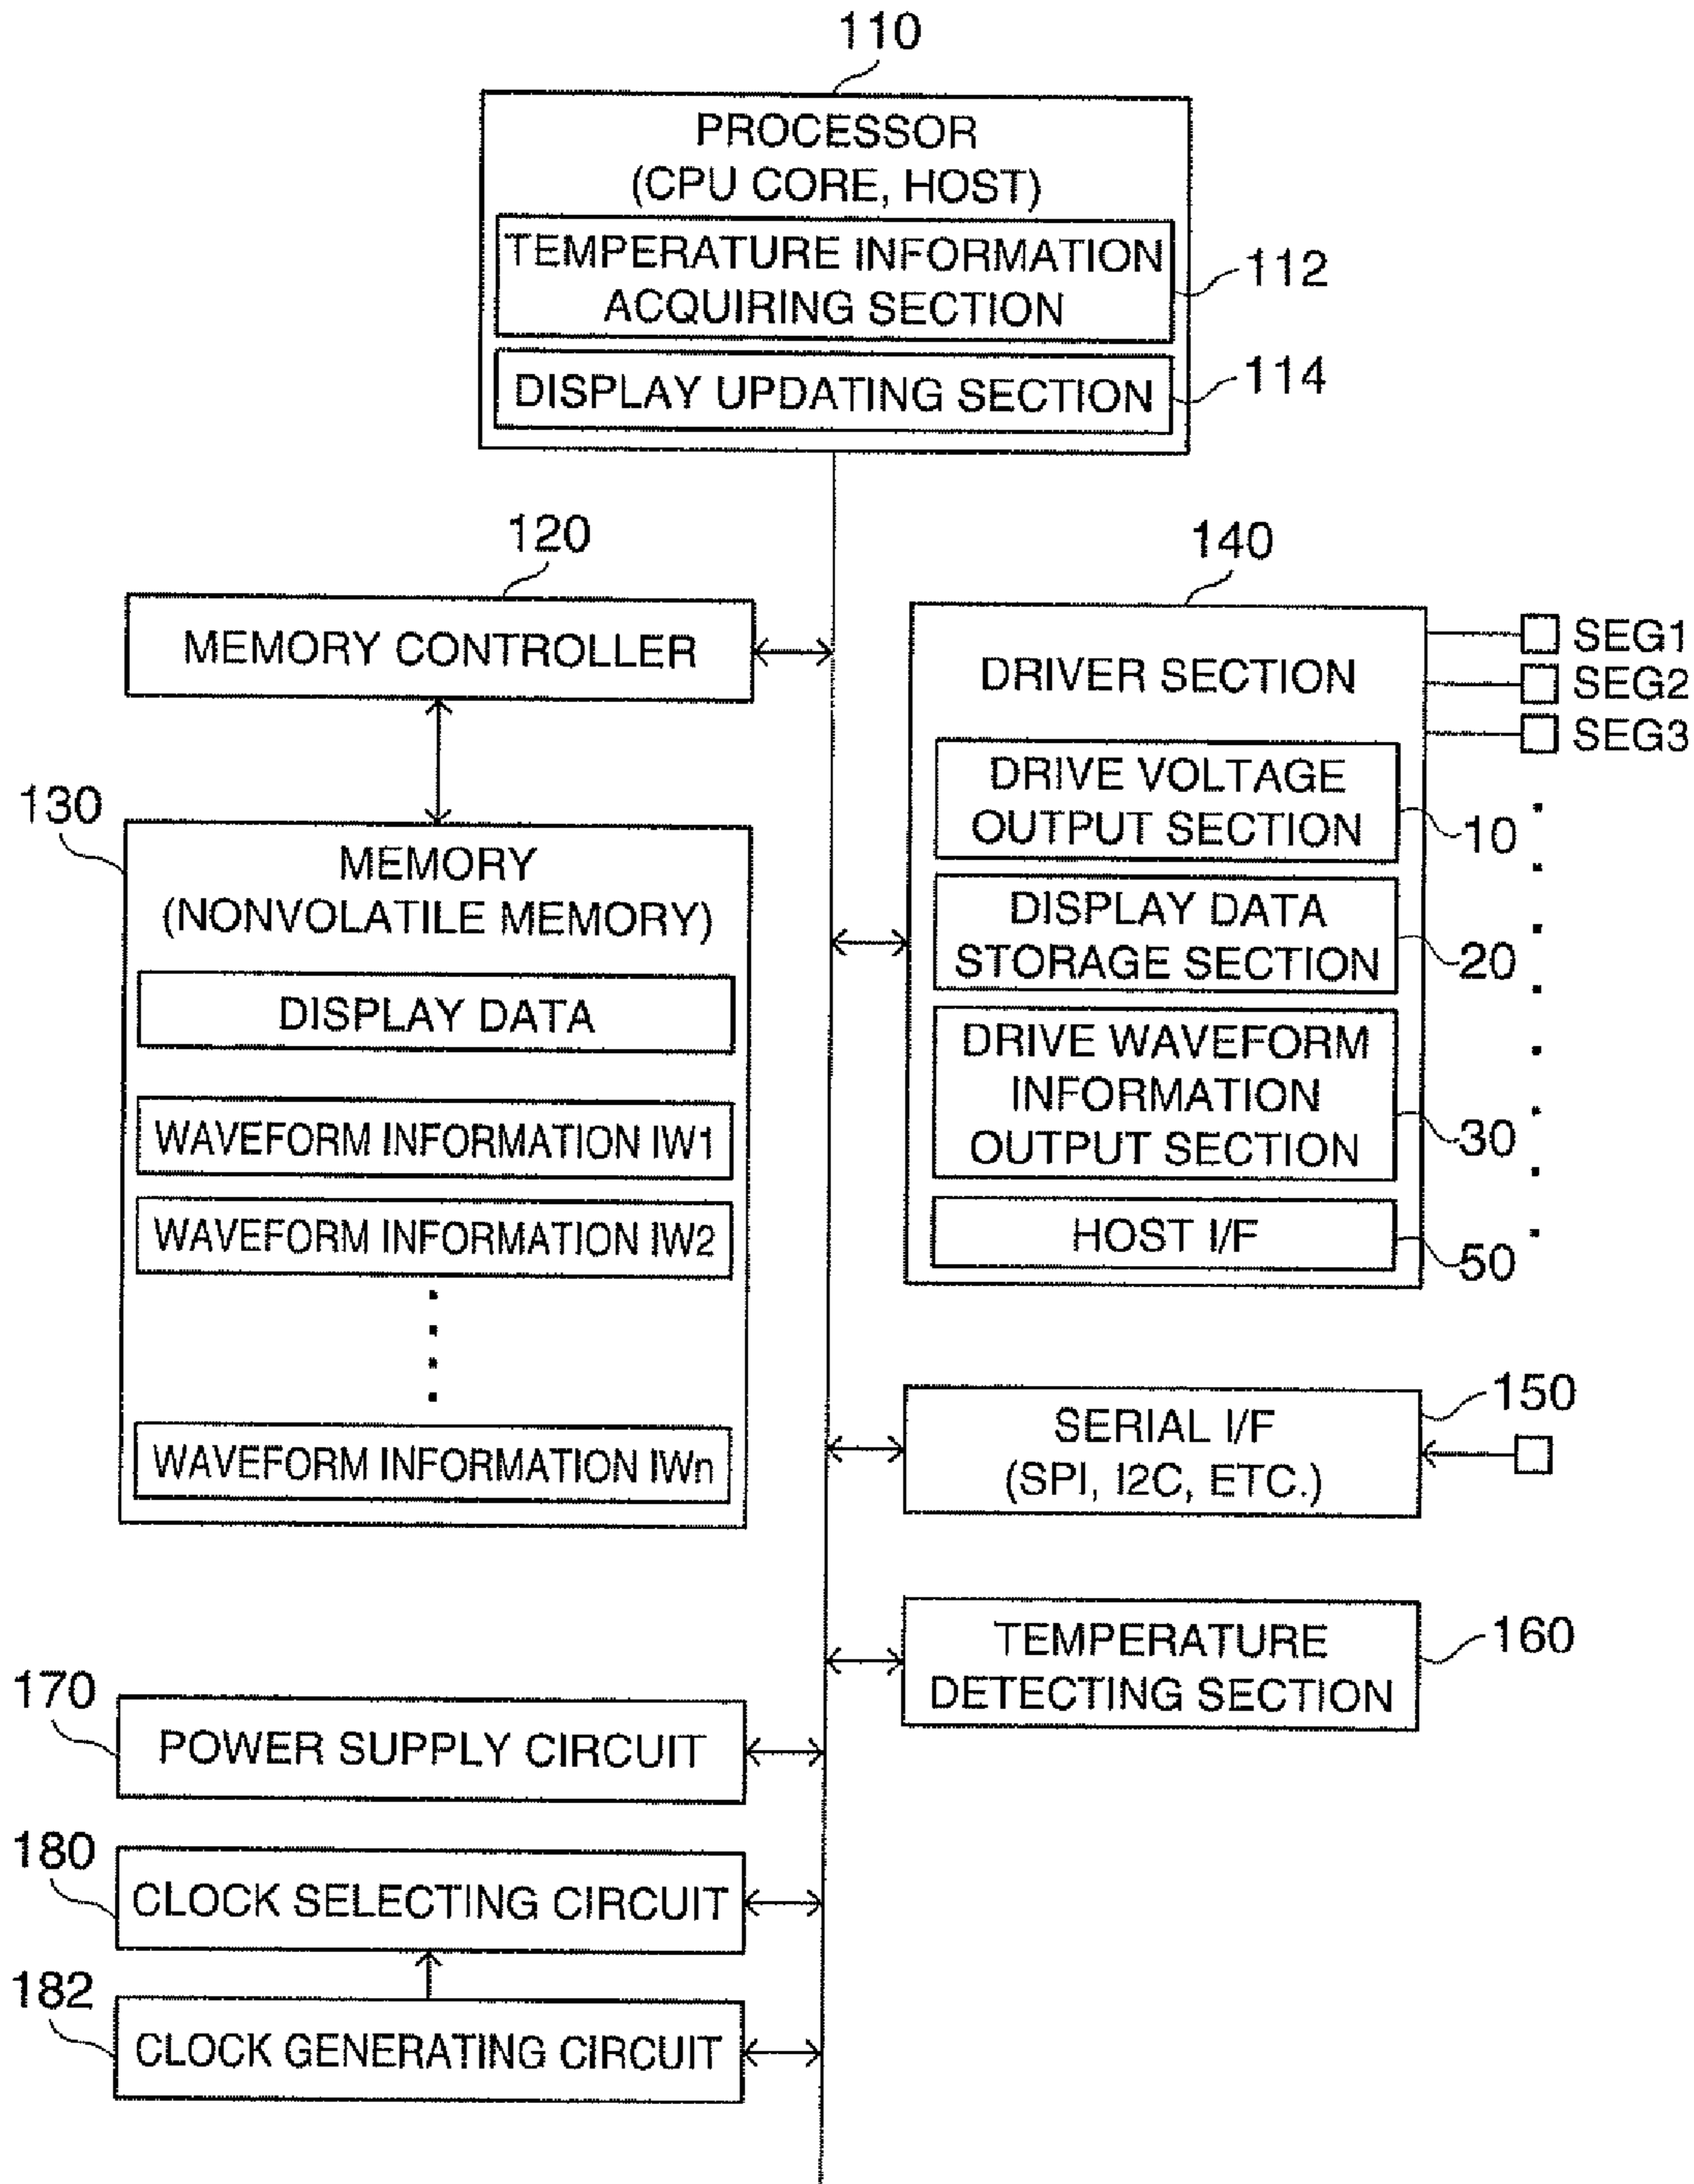 110
PROCESSOR
(CPU CORE, HOST)
TEMPERATURE INFORMATION
ACQUIRING SECTION
112
DISPLAY UPDATING SECTION
114
120
MEMORY CONTROLLER
130
MEMORY
(NONVOLATILE MEMORY)
DISPLAY DATA
WAVEFORM INFORMATION IW1
WAVEFORM INFORMATION IW2
WAVEFORM INFORMATION IWn
140
DRIVER SECTION
SEG1
SEG2
SEG3
DRIVE VOLTAGE
OUTPUT SECTION
10
DISPLAY DATA
STORAGE SECTION
20
DRIVE WAVEFORM
INFORMATION
OUTPUT SECTION
30
HOST I/F
50
150
SERIAL I/F
(SPI, I2C, ETC.)
160
TEMPERATURE
DETECTING SECTION
170
POWER SUPPLY CIRCUIT
180
CLOCK SELECTING CIRCUIT
182
CLOCK GENERATING CIRCUIT